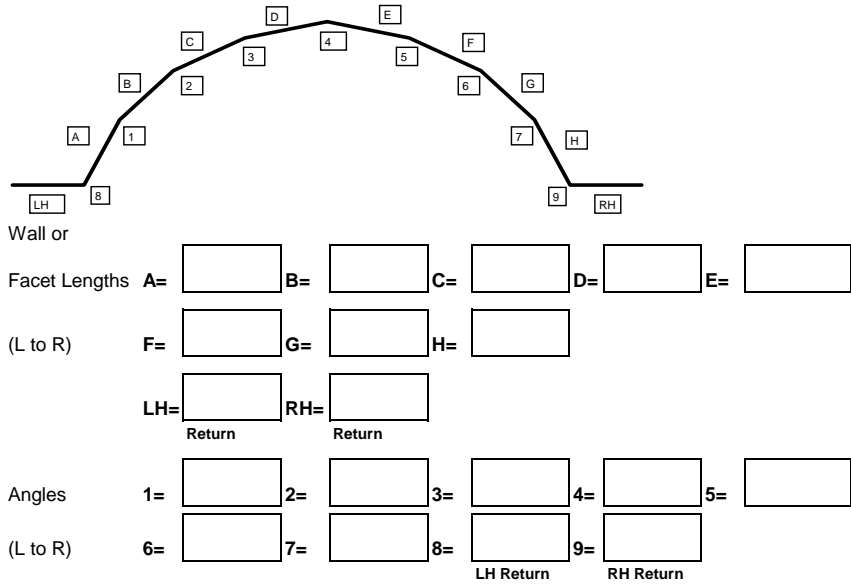 D
E
C
F
3
4
5
B
2
6
G
A
1
7
H
LH
8
9
RH
Wall or
Facet Lengths A= B= C= D= E=
(L to R) F= G= H=
LH= RH=
Return Return
Angles 1= 2= 3= 4= 5=
(L to R) 6= 7= 8= 9=
LH Return RH Return